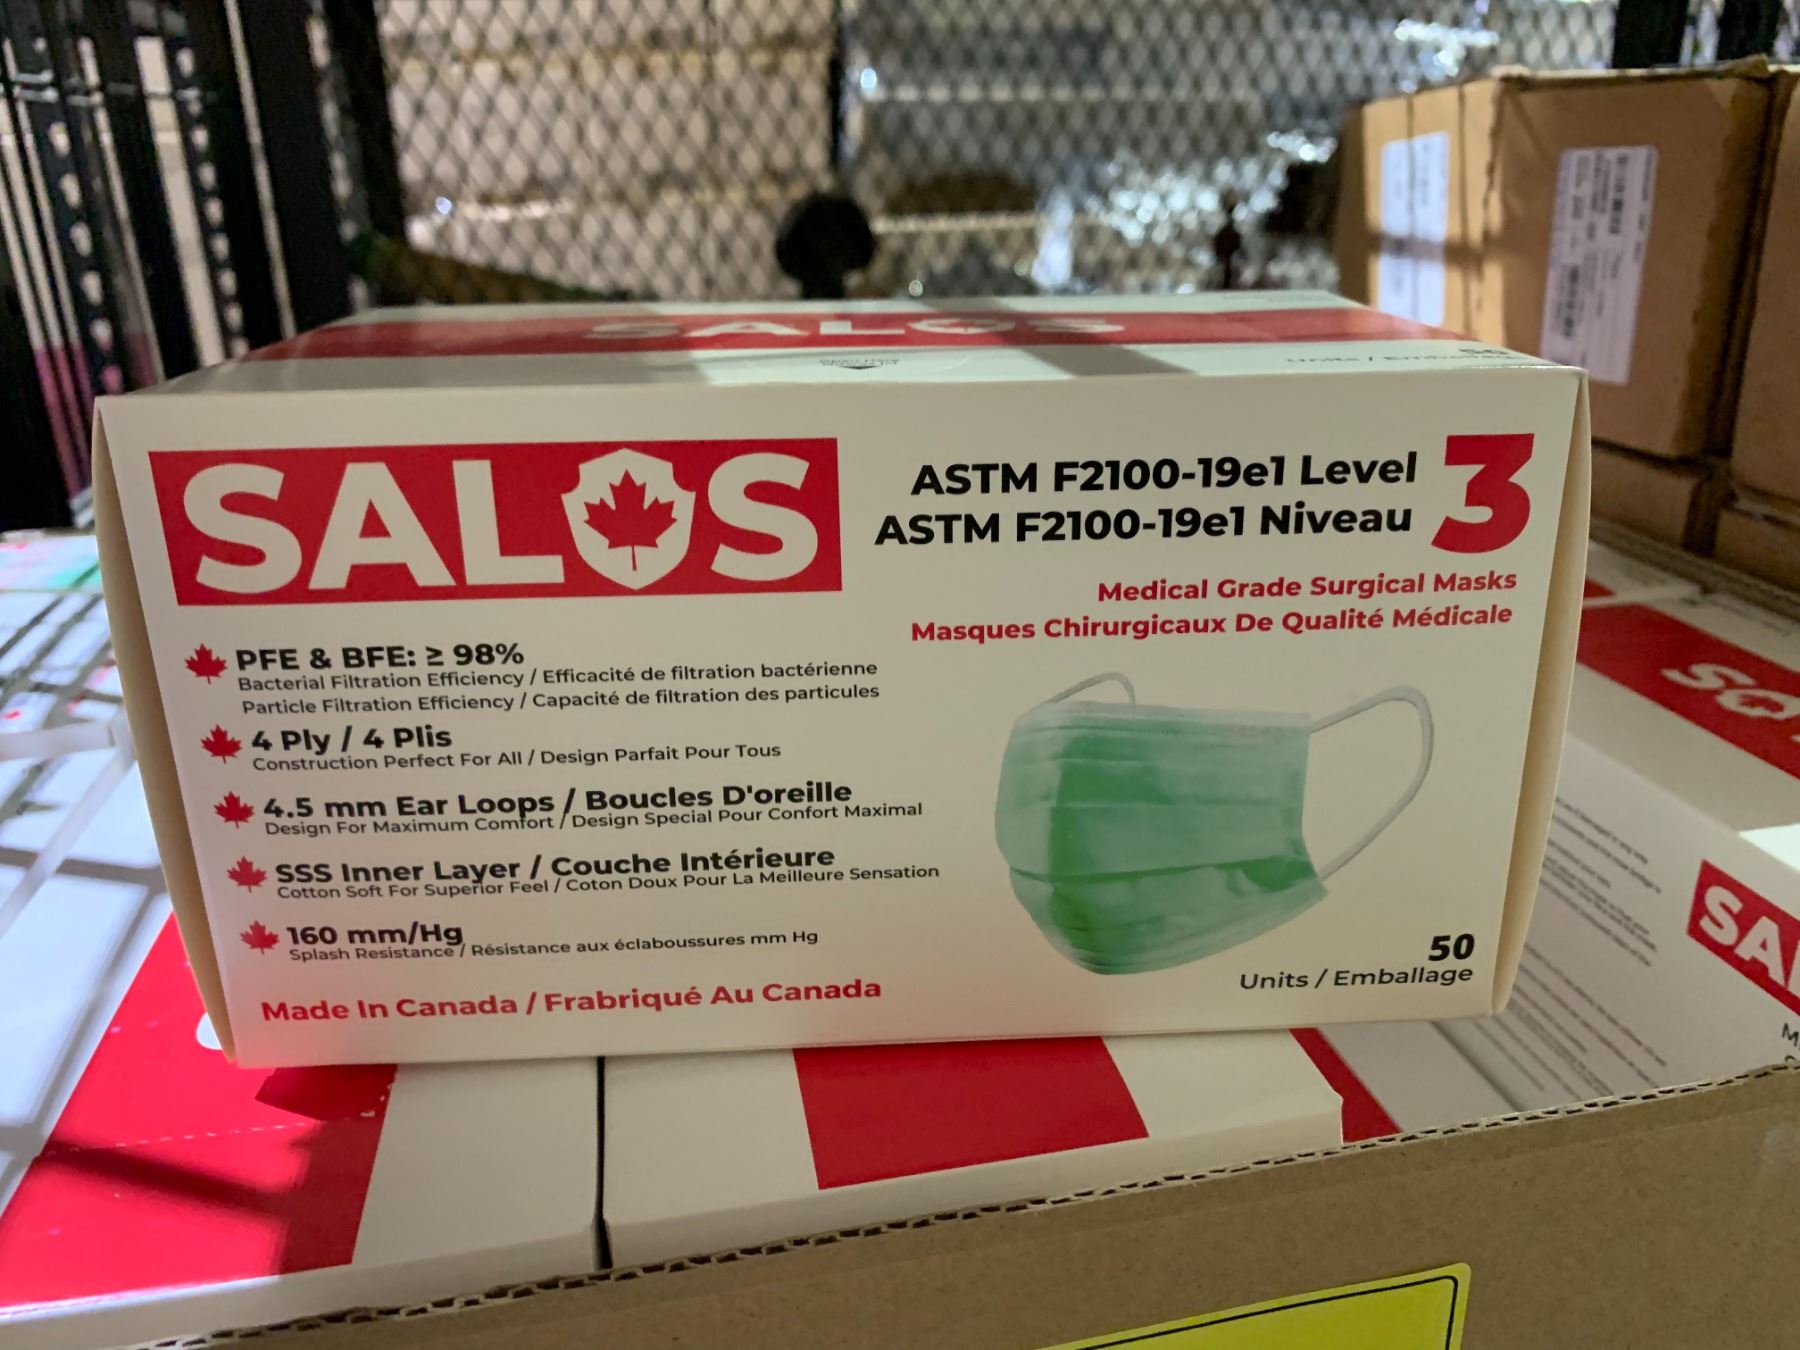 SALOS
50
Units / Emballage
SALOS
ASTM F2100-19e1 Level 3
ASTM F2100-19e1 Niveau
Medical Grade Surgical Masks
Masques Chirurgicaux De Qualité Médicale
PFE & BFE: ≥ 98%
Bacterial Filtration Efficiency / Efficacité de filtration bactérienne
Particle Filtration Efficiency / Capacité de filtration des particules
4 Ply / 4 Plis
Construction Perfect For All / Design Parfait Pour Tous
4.5 mm Ear Loops / Boucles D'oreille
Design For Maximum Comfort / Design Special Pour Confort Maximal
SSS Inner Layer / Couche Intérieure
Cotton Soft For Superior Feel / Coton Doux Pour La Meilleure Sensation
160 mm/Hg
Splash Resistance / Résistance aux éclaboussures mm Hg
Made In Canada / Frabriqué Au Canada
50
Units / Emballage
SA